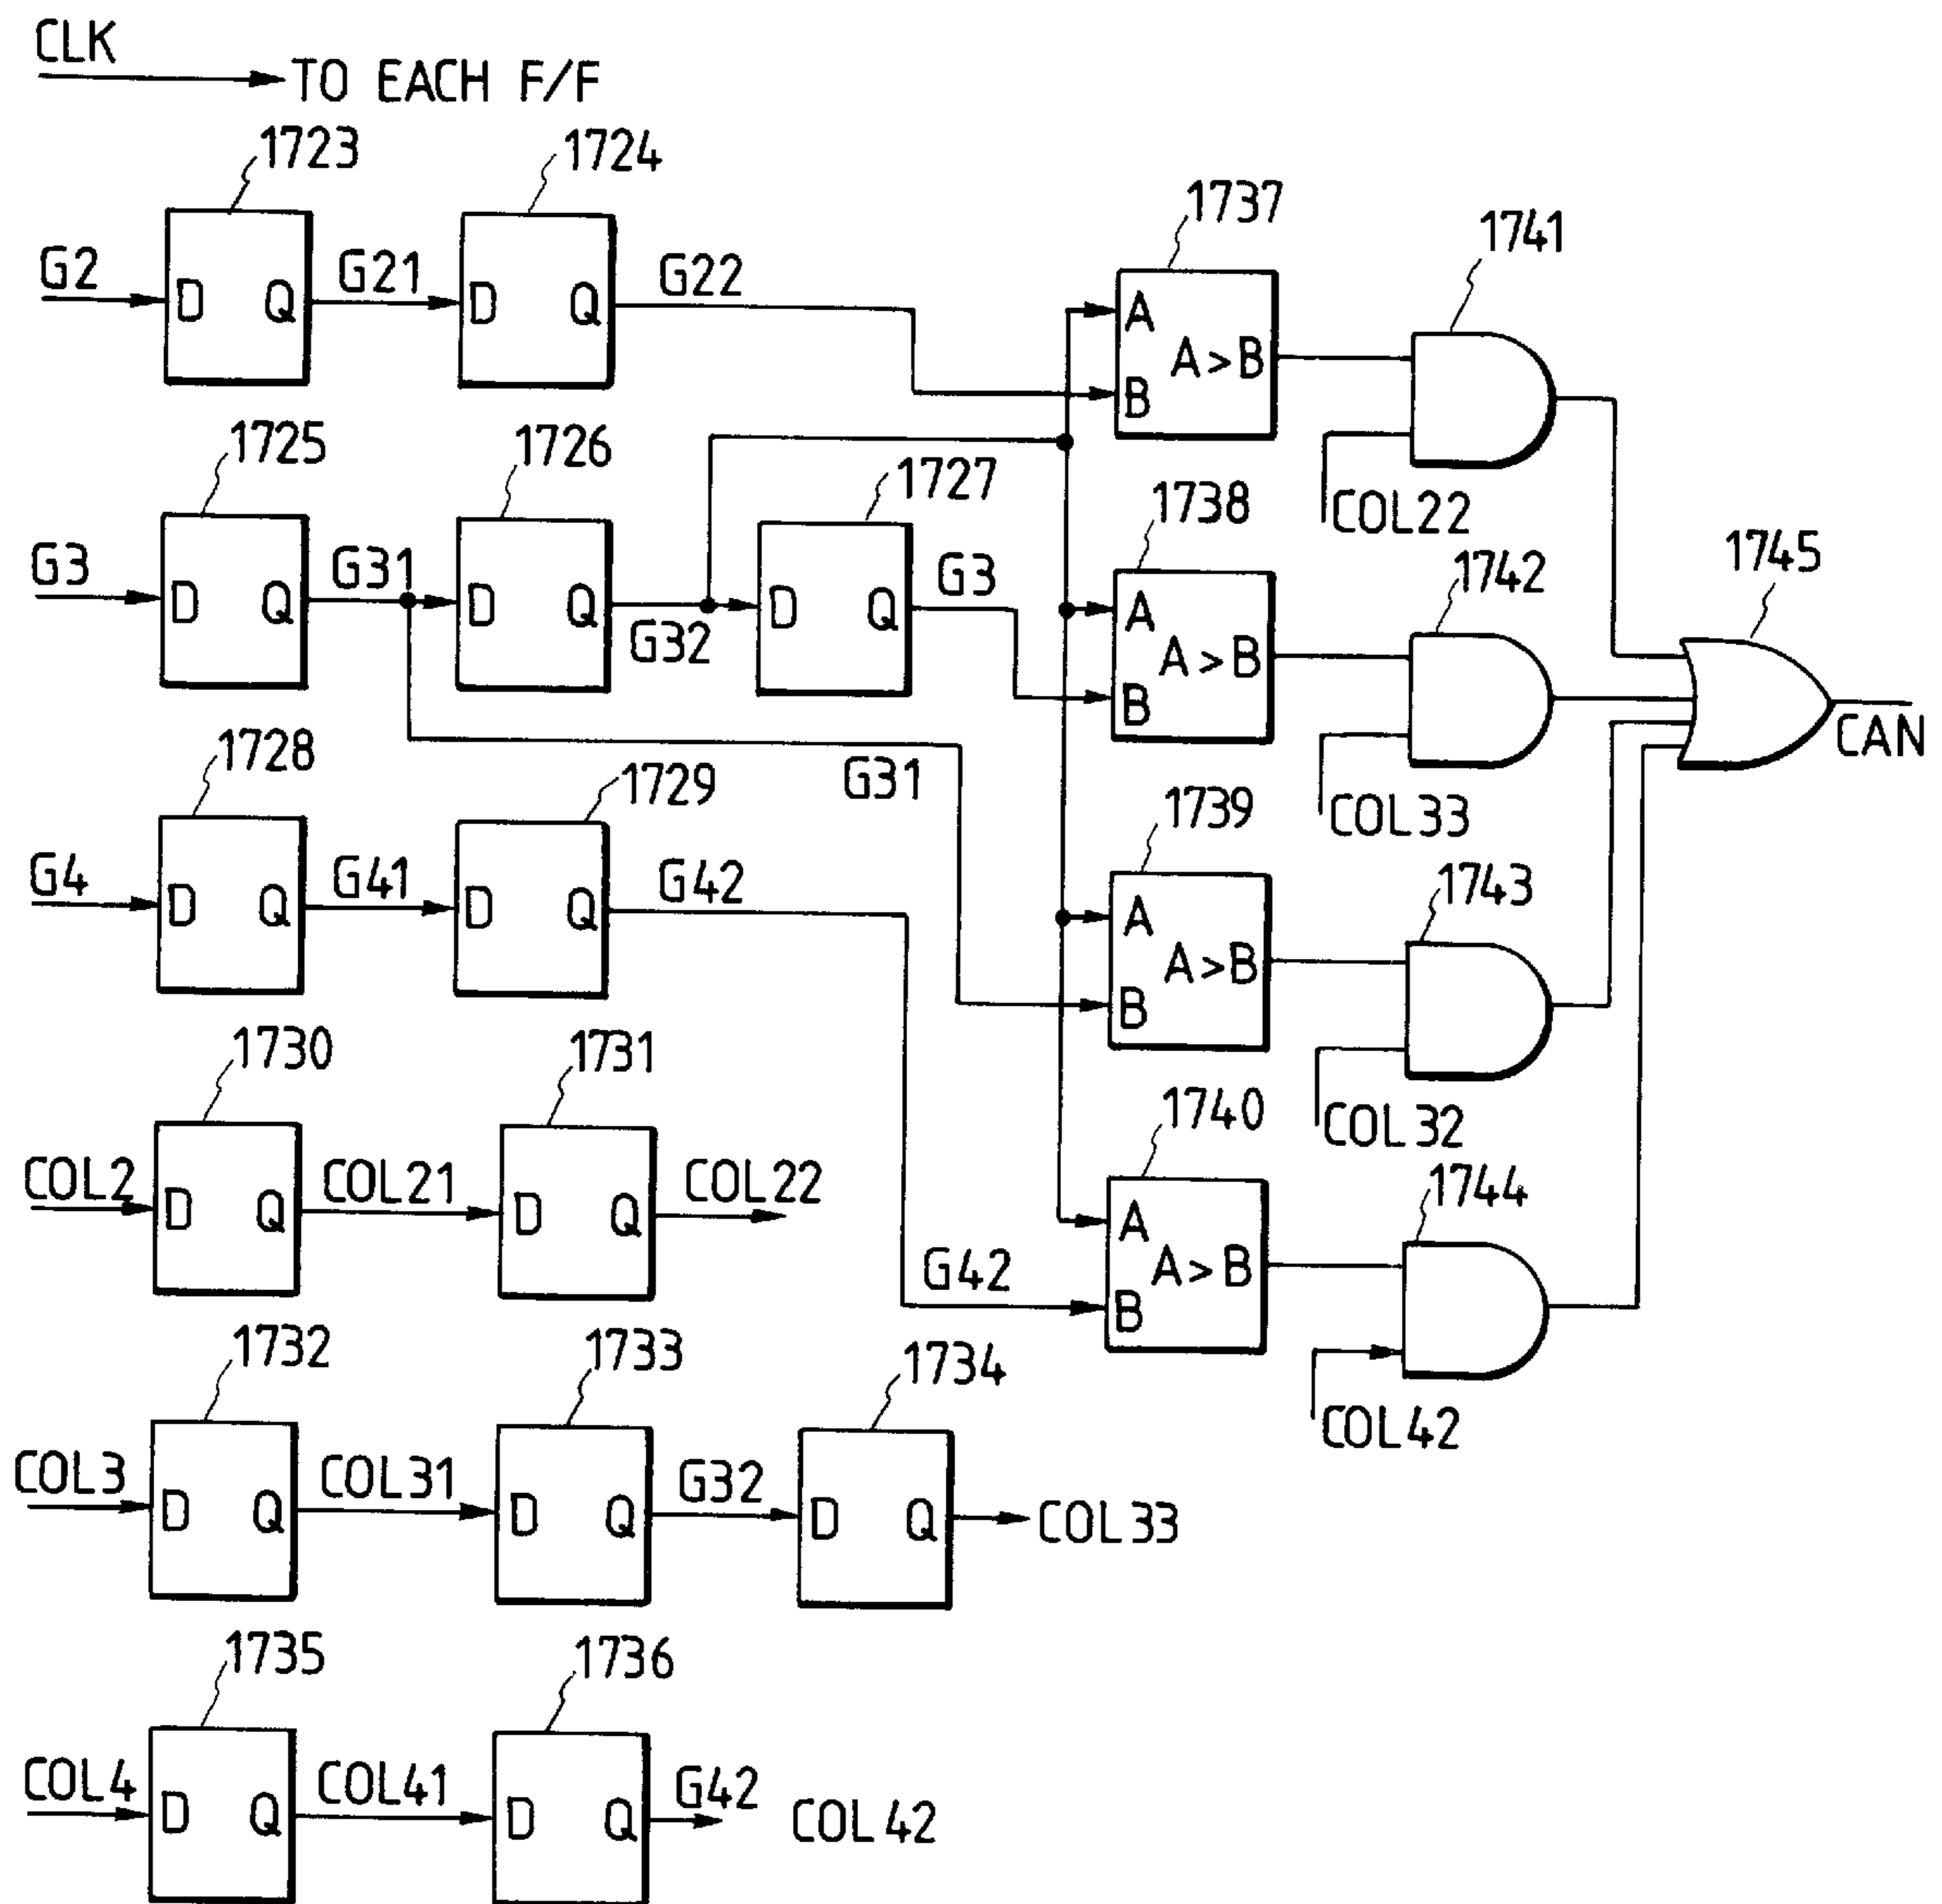 CLK
TO EACH F/F
1723
1724
G2
D Q
G21
D Q
G22
1737
A
A>B
B
1741
COL22
1725
1726
1727
G3
D Q
G31
D Q
G32
D Q
G3
1738
A
A>B
B
1742
COL33
1745
CAN
G31
1728
1729
G4
D Q
G41
D Q
G42
1739
A
A>B
B
1743
COL32
1730
1731
COL2
D Q
COL21
D Q
COL22
G42
1740
A
A>B
B
1744
COL42
1732
1733
1734
COL3
D Q
COL31
D Q
G32
D Q
COL33
1735
1736
COL4
D Q
COL41
D Q
G42
COL42